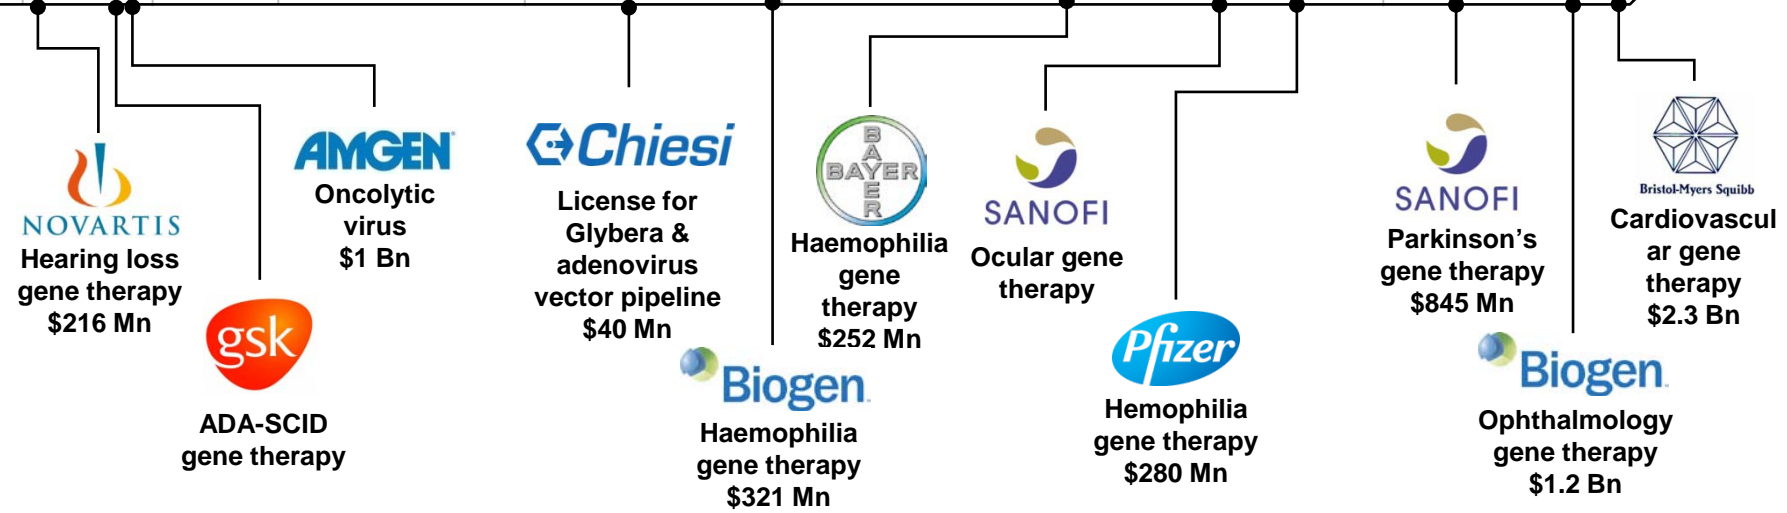 NOVARTIS
Hearing loss
gene therapy
$216 Mn
gsk
ADA-SCID
gene therapy
AMGEN
Oncolytic
virus
$1 Bn
Chiesi
License for
Glybera &
adenovirus
vector pipeline
$40 Mn
Biogen
Haemophilia
gene therapy
$321 Mn
BAYER
BAYER
Haemophilia
gene
therapy
$252 Mn
SANOFI
Ocular gene
therapy
Pfizer
Hemophilia
gene therapy
$280 Mn
SANOFI
Parkinson’s
gene therapy
$845 Mn
Biogen
Ophthalmology
gene therapy
$1.2 Bn
Bristol-Myers Squibb
Cardiovascul
ar gene
therapy
$2.3 Bn